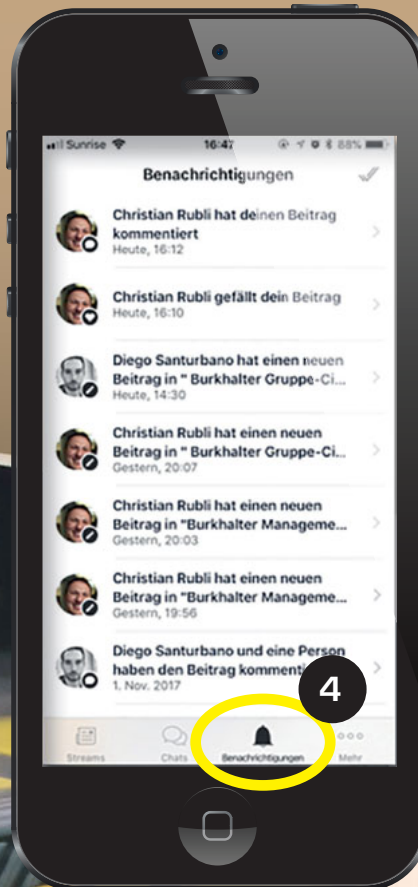 Sunrise 16:47 88%
Benachrichtigungen
Christian Rubli hat deinen Beitrag
kommentiert
Heute, 16:12
Christian Rubli gefällt dein Beitrag
Heute, 16:10
Diego Santurbano hat einen neuen
Beitrag in " Burkhalter Gruppe-Ci...
Heute, 14:30
Christian Rubli hat einen neuen
Beitrag in " Burkhalter Gruppe-Ci...
Gestern, 20:07
Christian Rubli hat einen neuen
Beitrag in "Burkhalter Manageme...
Gestern, 20:03
Christian Rubli hat einen neuen
Beitrag in "Burkhalter Manageme...
Gestern, 19:56
Diego Santurbano und eine Person
haben den Beitrag kommenti
1. Nov. 2017
4
Streams Chats Benachrichtigungen Mehr